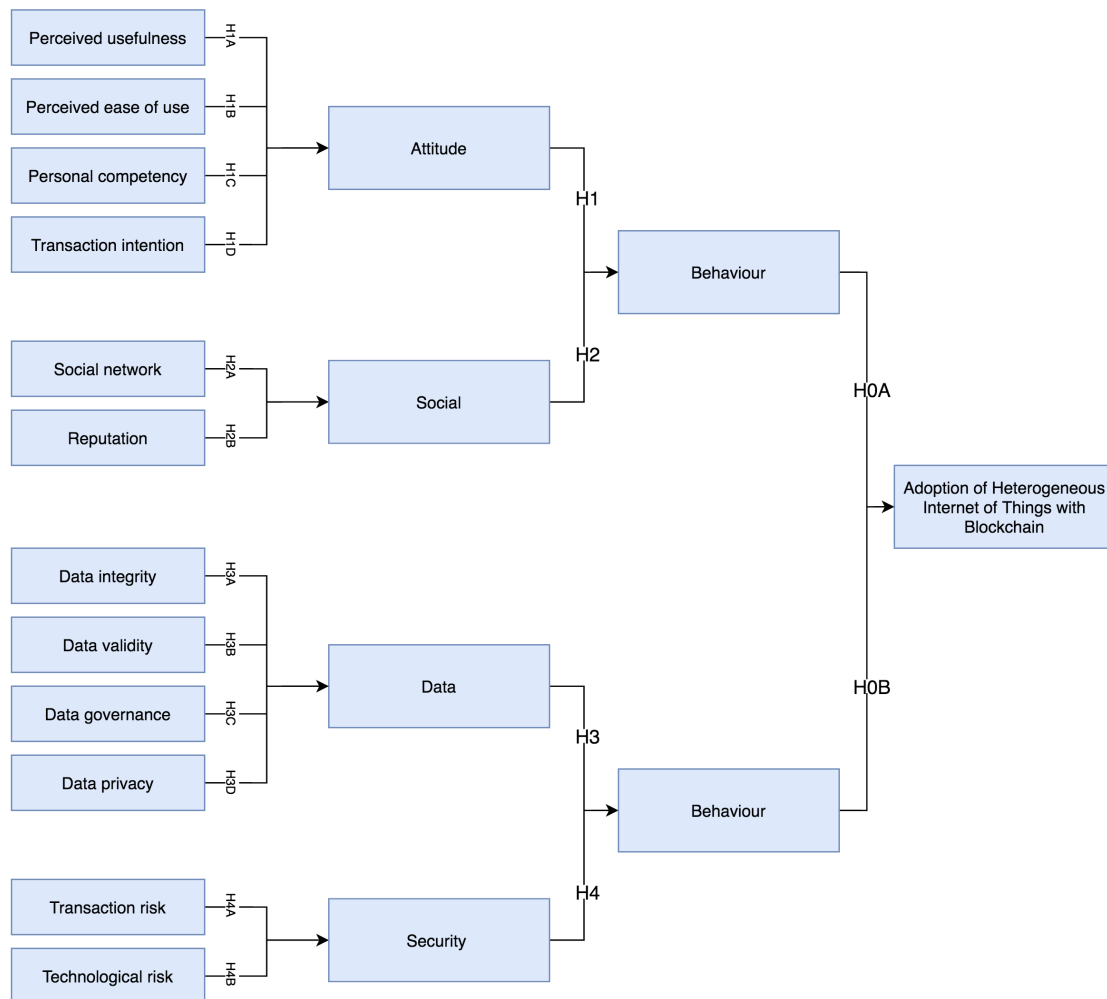 Perceived usefulness
H1A
Perceived ease of use
H1B
Personal competency
H1C
Transaction intention
H1D
Attitude
H1
Social network
H2A
Reputation
H2B
Social
H2
Behaviour
H0A
Data integrity
H3A
Data validity
H3B
Data governance
H3C
Data privacy
H3D
Data
H3
Transaction risk
H4A
Technological risk
H4B
Security
H4
Behaviour
H0B
Adoption of Heterogeneous
Internet of Things with
Blockchain